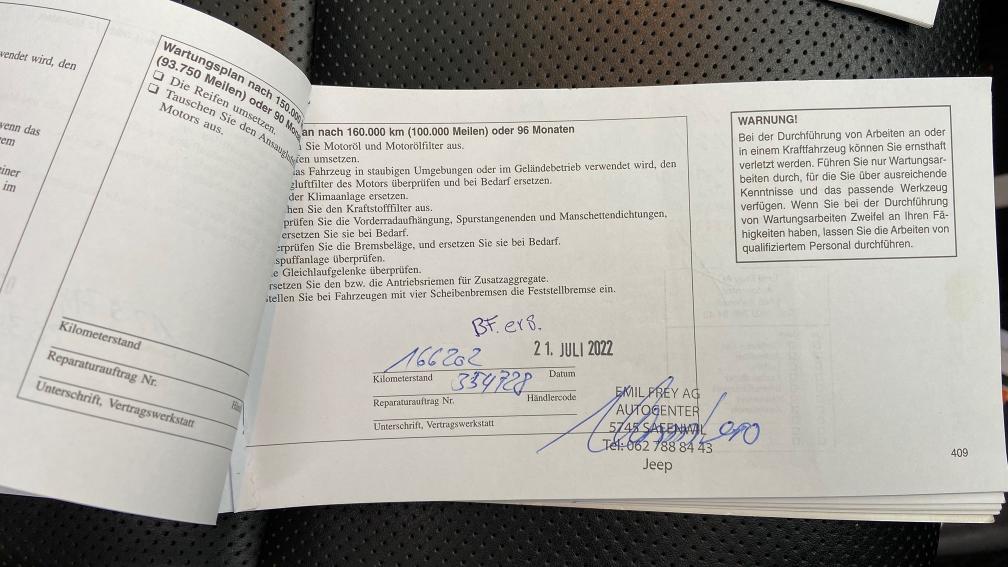 wendet wird, den
wenn das
einer
im
Wartungsplan nach 150.000
(93.750 Meilen) oder 90
❏ Die Reifen umsetzen.
❏ Tauschen Sie den
Motors aus.
Kilometerstand
Reparaturauftrag Nr.
Unterschrift, Vertragswerkstatt
an nach 160.000 km (100.000 Meilen) oder 96 Monaten
Sie Motoröl und Motorölfilter aus.
umsetzen.
as Fahrzeug in staubigen Umgebungen oder im Geländebetrieb verwendet wird, den
gluftfilter des Motors überprüfen und bei Bedarf ersetzen.
der Klimaanlage ersetzen.
hen Sie den Kraftstofffilter aus.
prüfen Sie die Vorderradaufhängung, Spurstangenenden und Manschettendichtungen,
ersetzen Sie sie bei Bedarf.
erprüfen Sie die Bremsbeläge, und ersetzen Sie sie bei Bedarf.
spuffanlage überprüfen.
e Gleichlaufgelenke überprüfen.
rsetzen Sie den bzw. die Antriebsriemen für Zusatzaggregate.
tellen Sie bei Fahrzeugen mit vier Scheibenbremsen die Feststellbremse ein.
BF. ers.
166202
21. JULI 2022
Kilometerstand
334728
Datum
Reparaturauftrag Nr.
Händlercode
Unterschrift, Vertragswerkstatt
EMIL FREY AG
AUTOCENTER
5745 SAFENWIL
Tel: 062 788 84 43
Jeep
WARNUNG!
Bei der Durchführung von Arbeiten an oder
in einem Kraftfahrzeug können Sie ernsthaft
verletzt werden. Führen Sie nur Wartungsar-
beiten durch, für die Sie über ausreichende
Kenntnisse und das passende Werkzeug
verfügen. Wenn Sie bei der Durchführung
von Wartungsarbeiten Zweifel an Ihren Fä-
higkeiten haben, lassen Sie die Arbeiten von
qualifiziertem Personal durchführen.
409